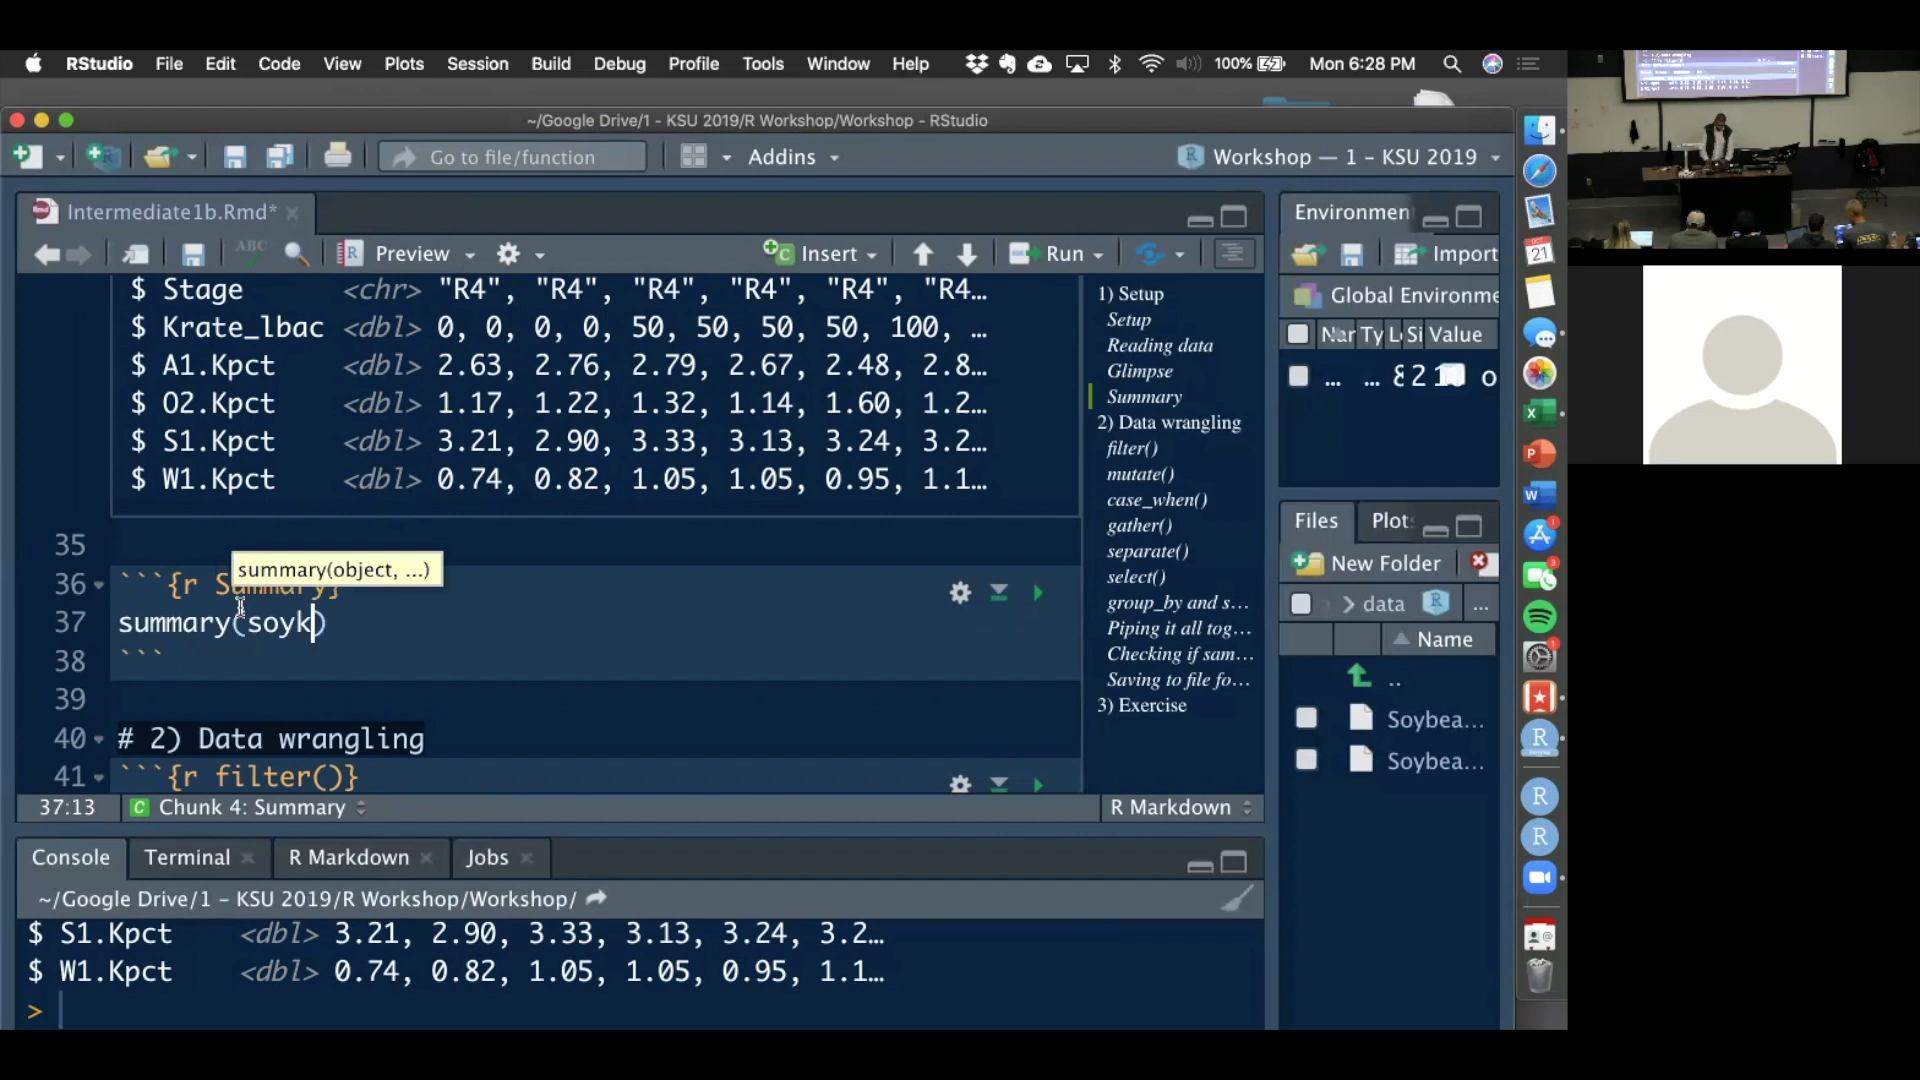 RStudio File Edit Code View Plots Session Build Debug Profile Tools Window Help 100% Mon 6:28 PM
~/Google Drive/1 - KSU 2019/R Workshop/Workshop - RStudio
Go to file/function Addins Workshop — 1 - KSU 2019
Intermediate1b.Rmd*
ABC Preview Insert Run
$ Stage <chr> "R4", "R4", "R4", "R4", "R4", "R4…
$ Krate_lbac <dbl> 0, 0, 0, 0, 50, 50, 50, 50, 100, …
$ A1.Kpct <dbl> 2.63, 2.76, 2.79, 2.67, 2.48, 2.8…
$ O2.Kpct <dbl> 1.17, 1.22, 1.32, 1.14, 1.60, 1.2…
$ S1.Kpct <dbl> 3.21, 2.90, 3.33, 3.13, 3.24, 3.2…
$ W1.Kpct <dbl> 0.74, 0.82, 1.05, 1.05, 0.95, 1.1…
35
summary(object, ...)
36 ```{r Summary}
37 summary(soyk)
38 ```
39
40 # 2) Data wrangling
41 ```{r filter()}
37:13 Chunk 4: Summary R Markdown
1) Setup
Setup
Reading data
Glimpse
Summary
2) Data wrangling
filter()
mutate()
case_when()
gather()
separate()
select()
group_by and s...
Piping it all tog...
Checking if sam...
Saving to file fo...
3) Exercise
Environmen
Import
Global Environme
Nar Ty L Si Value
... ... 8 2 1 o
Files Plot
New Folder
data ...
Name
..
Soybea...
Soybea...
Console Terminal R Markdown Jobs
~/Google Drive/1 - KSU 2019/R Workshop/Workshop/
$ S1.Kpct <dbl> 3.21, 2.90, 3.33, 3.13, 3.24, 3.2…
$ W1.Kpct <dbl> 0.74, 0.82, 1.05, 1.05, 0.95, 1.1…
>
21